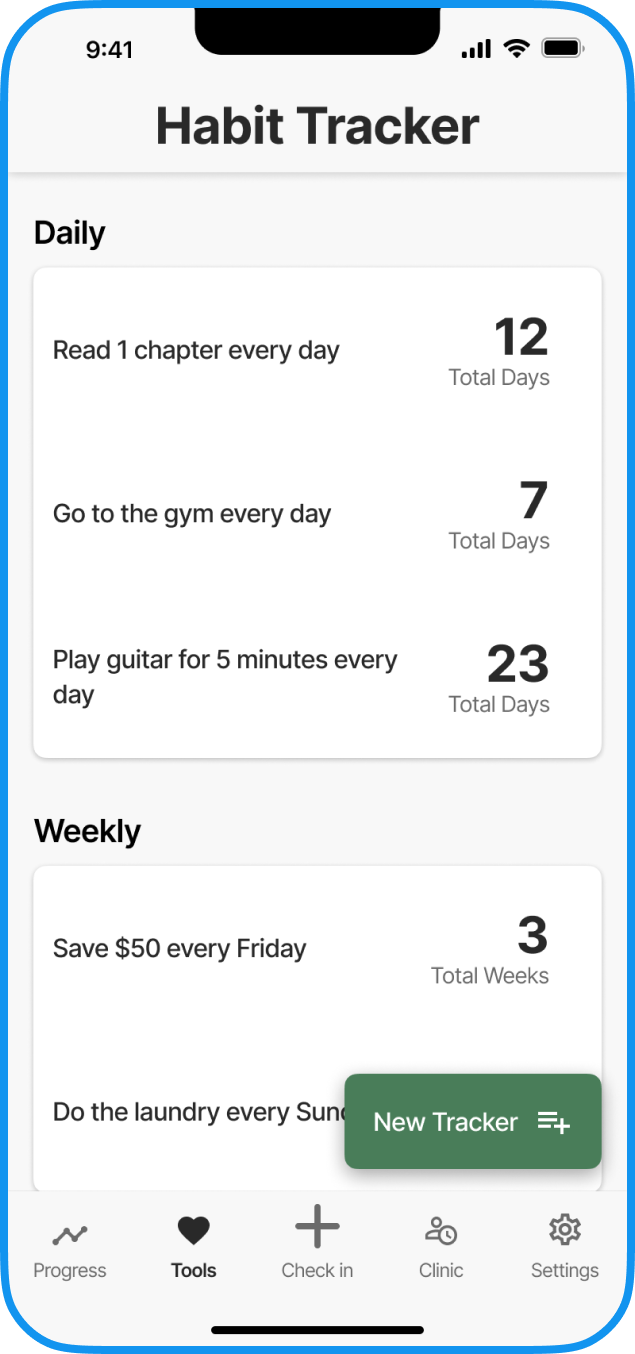 9:41
Habit Tracker
Daily
Read 1 chapter every day
12
Total Days
Go to the gym every day
7
Total Days
Play guitar for 5 minutes every
day
23
Total Days
Weekly
Save $50 every Friday
3
Total Weeks
Do the laundry every
New Tracker
Progress
Tools
Check in
Clinic
Settings